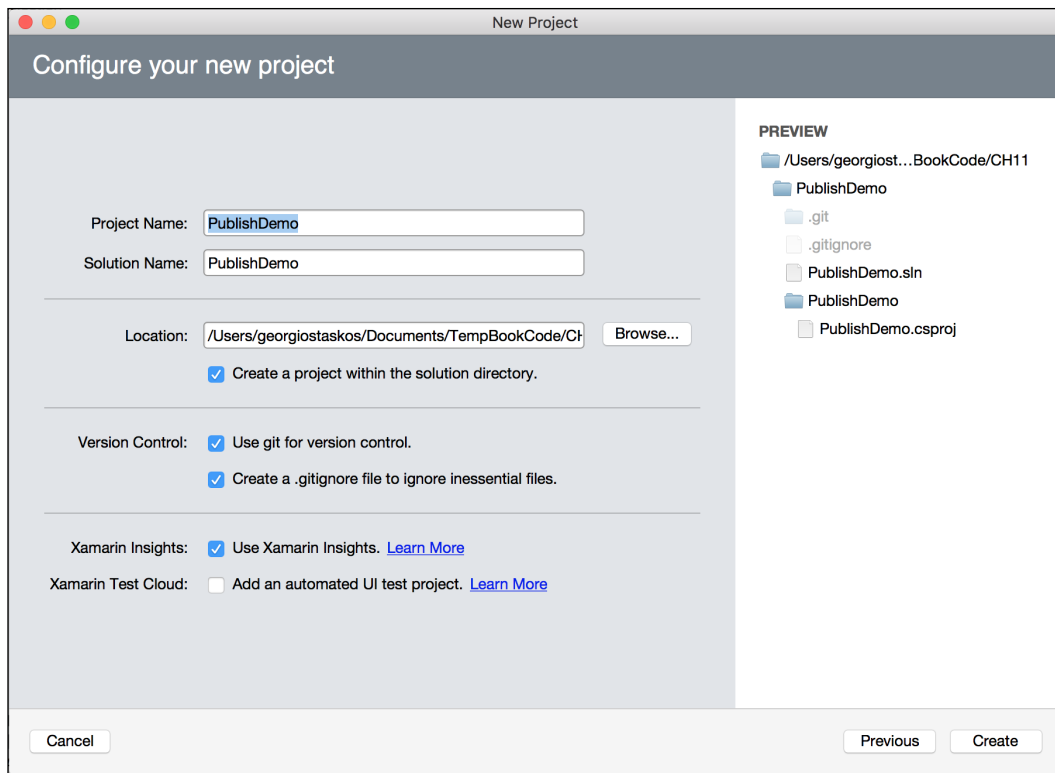 New Project
Configure your new project
Project Name: PublishDemo
Solution Name: PublishDemo
Location: /Users/georgiostaskos/Documents/TempBookCode/CH Browse...
Create a project within the solution directory.
Version Control: Use git for version control.
Create a .gitignore file to ignore inessential files.
Xamarin Insights: Use Xamarin Insights. Learn More
Xamarin Test Cloud: Add an automated UI test project. Learn More
PREVIEW
/Users/georgiost...BookCode/CH11
PublishDemo
.git
.gitignore
PublishDemo.sln
PublishDemo
PublishDemo.csproj
Cancel Previous Create